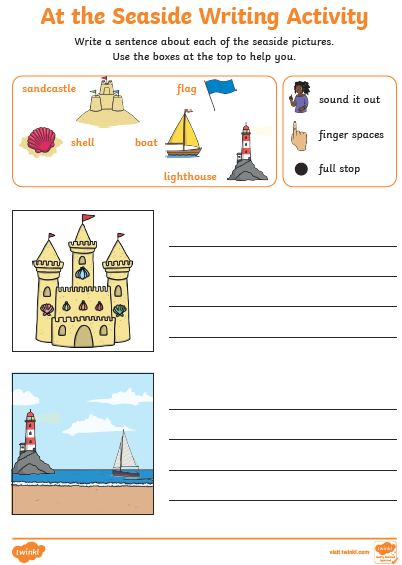 At the Seaside Writing Activity
Write a sentence about each of the seaside pictures.
Use the boxes at the top to help you.
sandcastle
flag
shell
boat
lighthouse
sound it out
finger spaces
full stop
twinkl
visit twinkl.com
twinkl